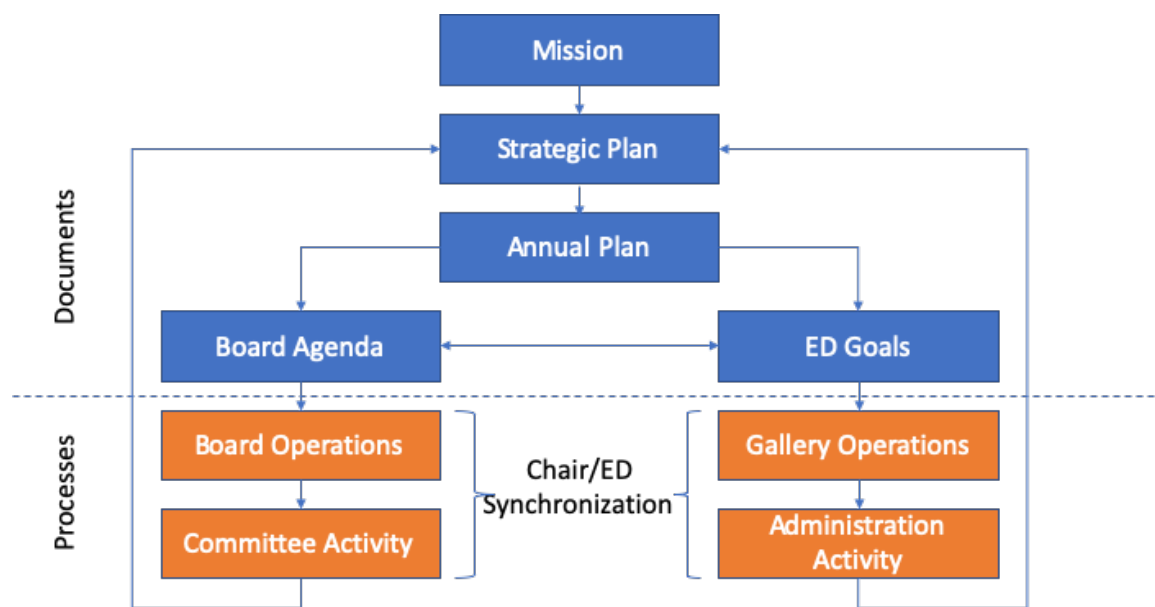 Mission
Strategic Plan
Annual Plan
Documents
Board Agenda
ED Goals
Processes
Board Operations
Chair/ED
Synchronization
Gallery Operations
Committee Activity
Administration
Activity